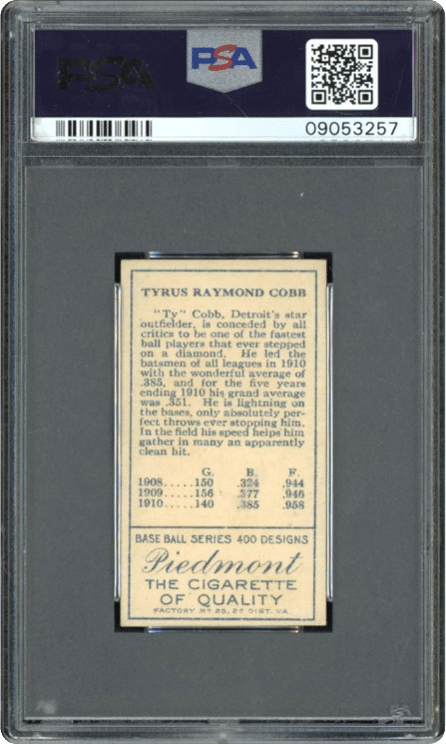 PSA
PSA
09053257
TYRUS RAYMOND COBB
"Ty" Cobb, Detroit's star
outfielder, is conceded by all
critics to be one of the fastest
ball players that ever stepped
on a diamond. He led the
batsmen of all leagues in 1910
with the wonderful average of
.385, and for the five years
ending 1910 his grand average
was .351. He is lightning on
the bases, only absolutely per-
fect throws ever stopping him.
In the field his speed helps him
gather in many an apparently
clean hit.
G. B. F.
1908.....150 .324 .944
1909.....156 .377 .946
1910.....140 .385 .958
BASE BALL SERIES 400 DESIGNS
Piedmont
THE CIGARETTE
OF QUALITY
FACTORY No 25, 2D DIST. VA.